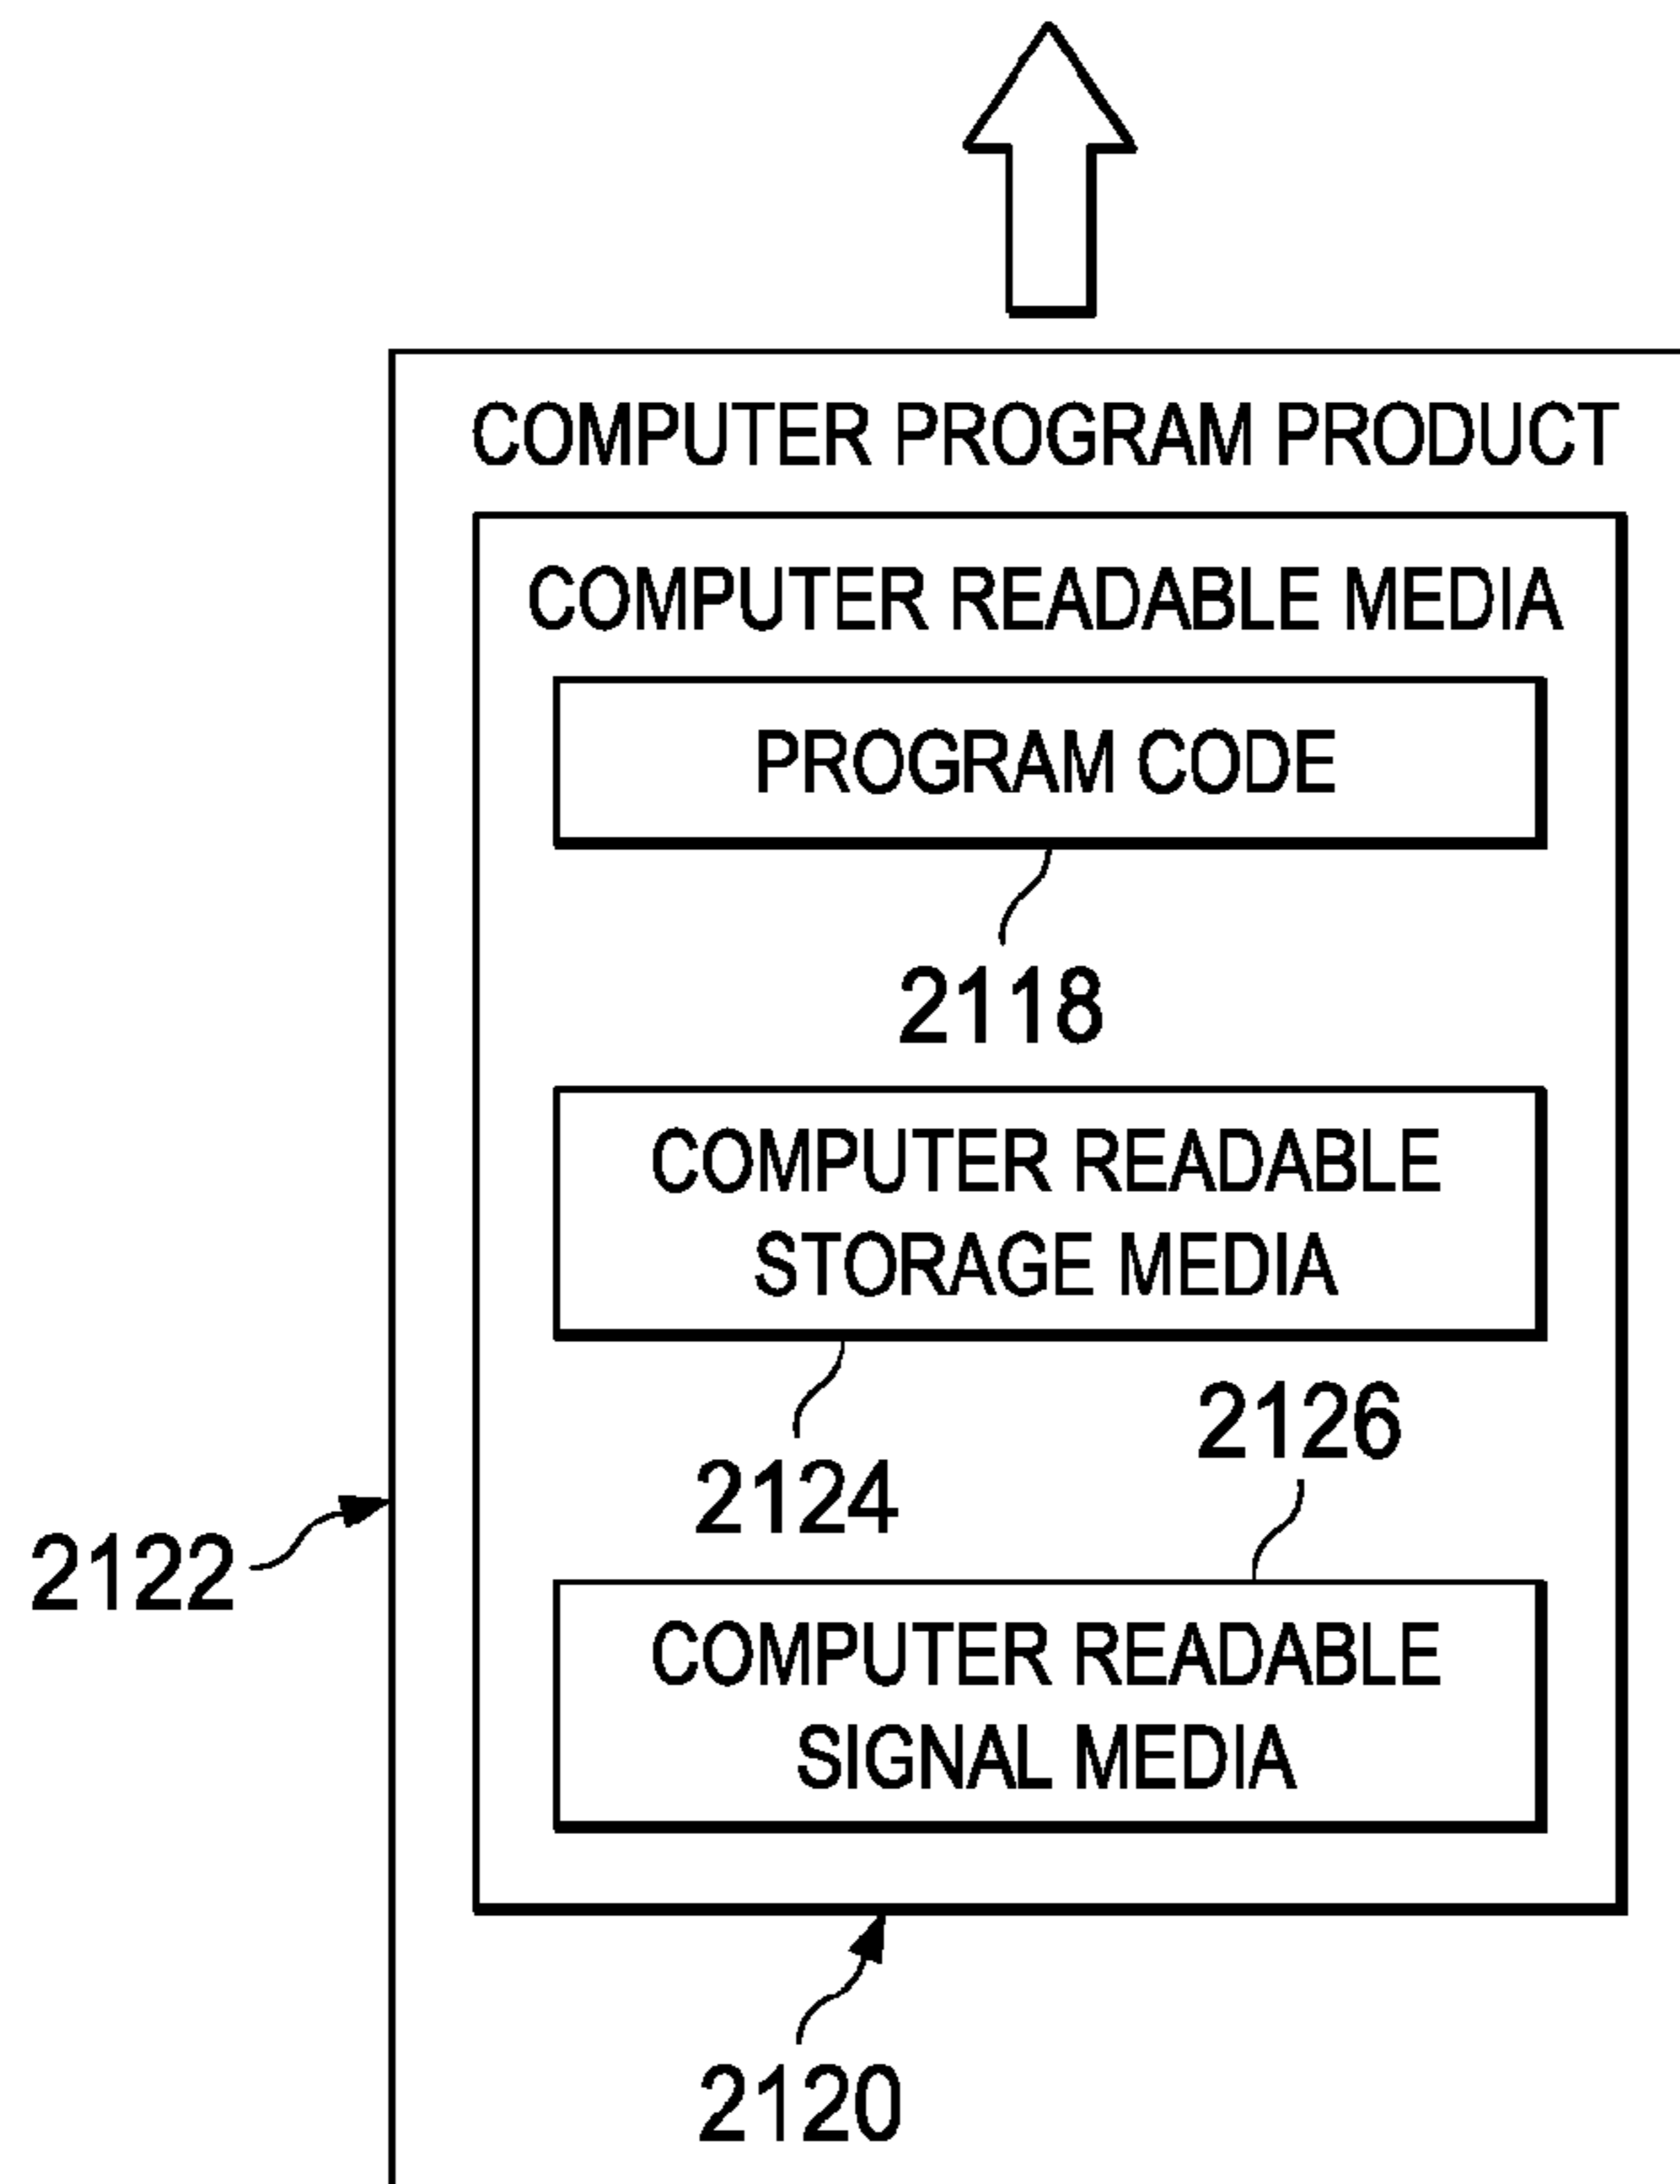 COMPUTER PROGRAM PRODUCT
COMPUTER READABLE MEDIA
PROGRAM CODE
2118
COMPUTER READABLE
STORAGE MEDIA
2126
2124
2122
COMPUTER READABLE
SIGNAL MEDIA
2120